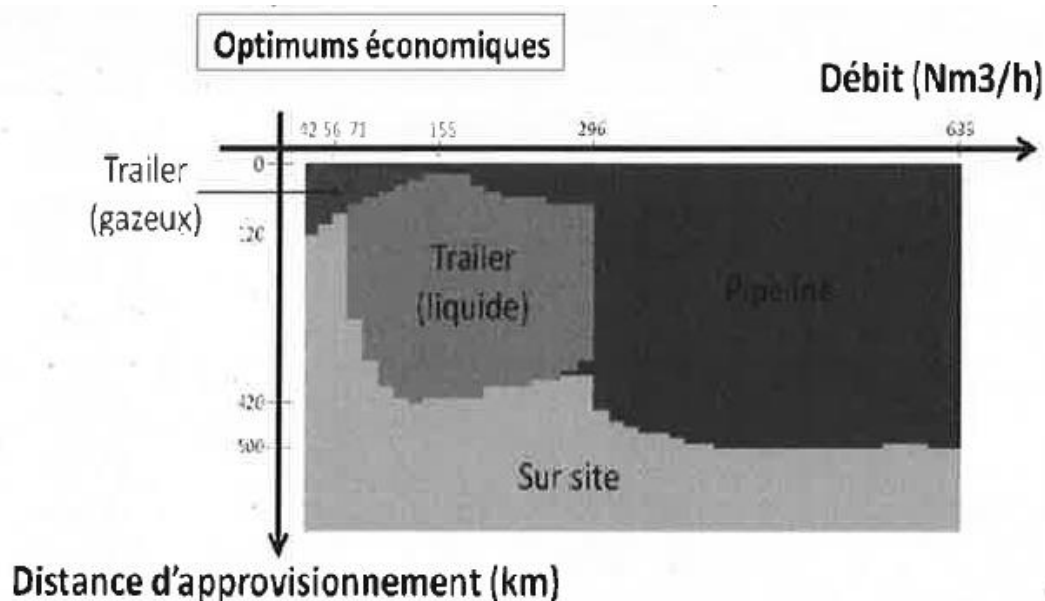 Optimums économiques
Débit (Nm3/h)
42 56 71 155 296 633
0
Trailer
(gazeux)
120
Trailer
(liquide)
Pipeline
420
500
Sur site
Distance d'approvisionnement (km)